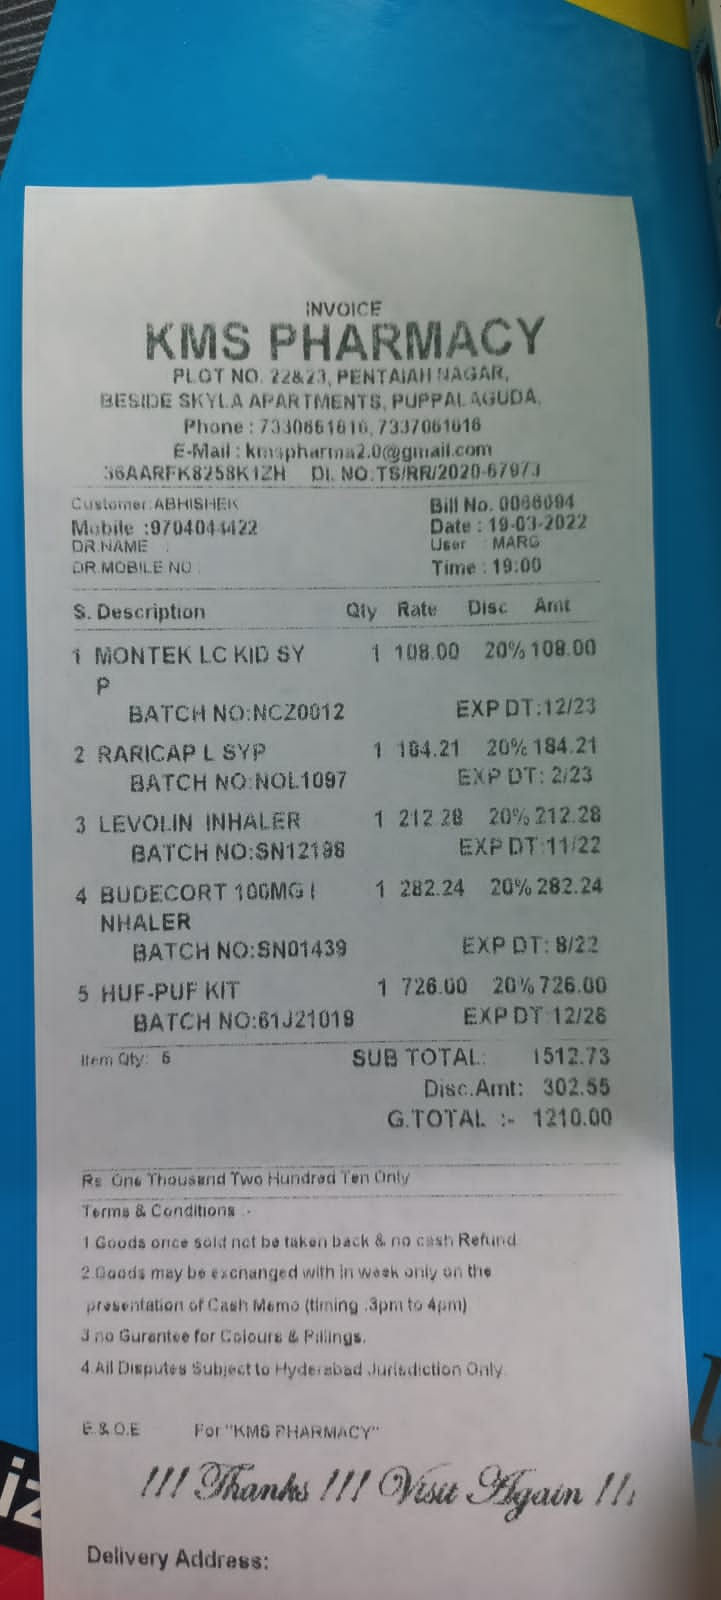 INVOICE
KMS PHARMACY
PLOT NO. 22&23, PENTAIAH NAGAR,
BESIDE SKYLA APARTMENTS, PUPPALAGUDA,
Phone : 7330661616, 7337061616
E-Mail : kmspharma2.0@gmail.com
36AARFK8258K1ZH DL NO:TS/RR/2020-67973
Customer:ABHISHEK Bill No. 0066094
Mobile :9704044422 Date : 19-03-2022
DR.NAME : User : MARG
DR.MOBILE NO : Time : 19:00
S. Description Qty Rate Disc Amt
1 MONTEK LC KID SY 1 108.00 20% 108.00
P
BATCH NO:NCZ0012 EXP DT:12/23
2 RARICAP L SYP 1 184.21 20% 184.21
BATCH NO:NOL1097 EXP DT: 2/23
3 LEVOLIN INHALER 1 212.28 20% 212.28
BATCH NO:SN12198 EXP DT:11/22
4 BUDECORT 100MG I 1 282.24 20% 282.24
NHALER
BATCH NO:SN01439 EXP DT: 8/22
5 HUF-PUF KIT 1 726.00 20% 726.00
BATCH NO:61J21018 EXP DT:12/26
Item Qty: 5 SUB TOTAL: 1512.73
Disc.Amt: 302.55
G.TOTAL :- 1210.00
Rs One Thousand Two Hundred Ten Only
Terms & Conditions :-
1.Goods once sold not be taken back & no cash Refund
2.Goods may be exchanged with in week only on the
presentation of Cash Memo (timing .3pm to 4pm)
3.no Gurantee for Colours & Pillings.
4.All Disputes Subject to Hyderabad Jurisdiction Only.
E.& O.E For "KMS PHARMACY"
!!! Thanks !!! Visit Again !!!
Delivery Address:
iz